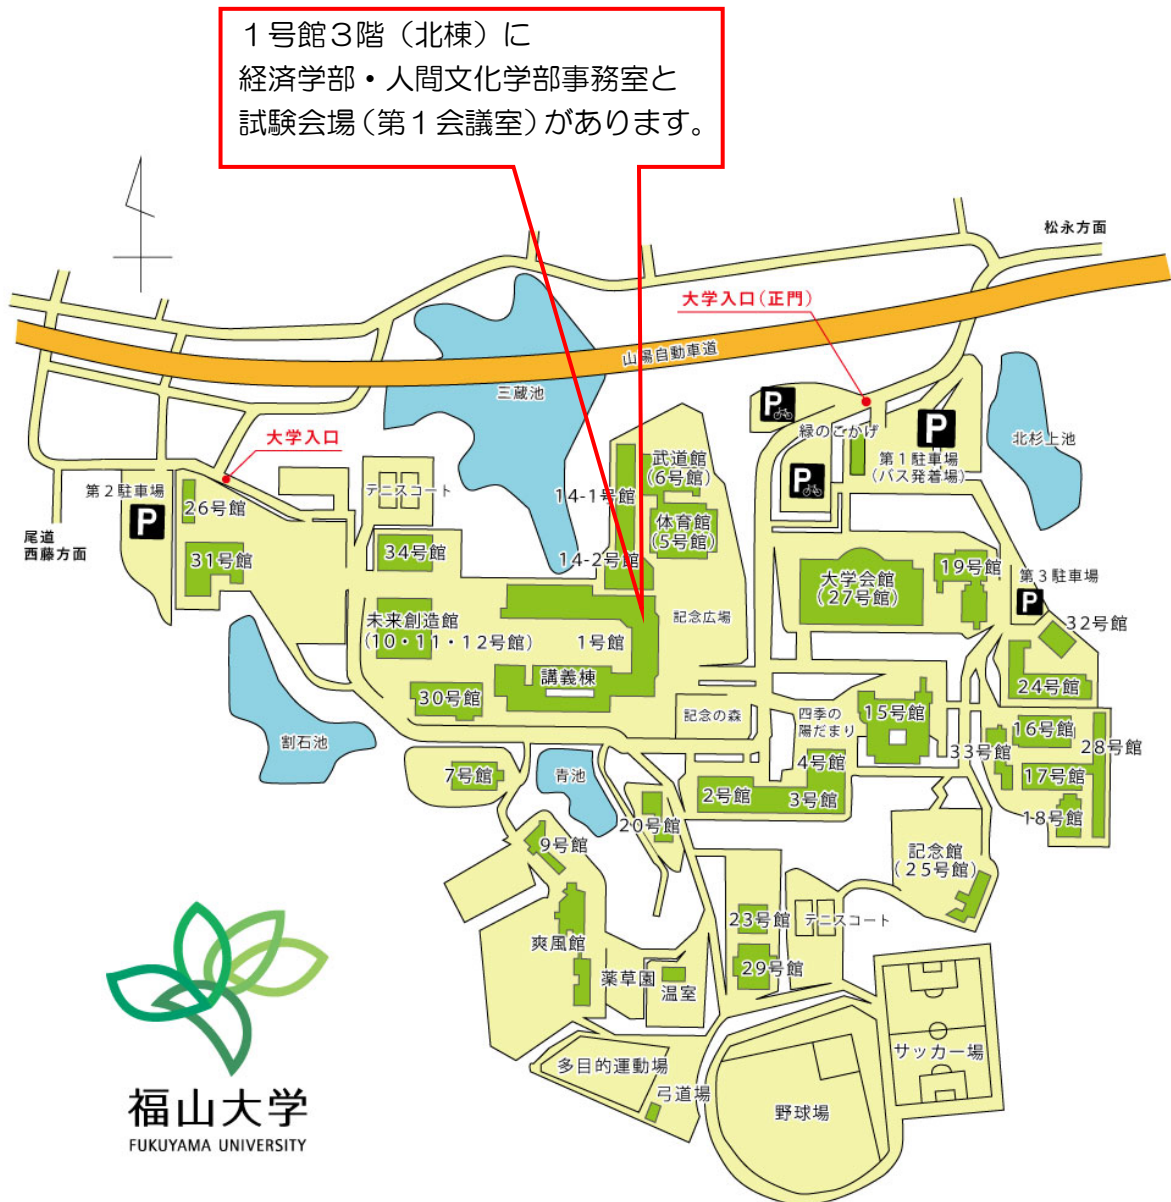 １号館３階（北棟）に
経済学部・人間文化学部事務室と
試験会場（第１会議室）があります。
松永方面
大学入口（正門）
山陽自動車道
三蔵池
緑のこかげ
北杉上池
大学入口
第1駐車場
（バス発着場）
第2駐車場
P
P
P
P
P
26号館
テニスコート
14-1号館
武道館
（6号館）
体育館
（5号館）
尾道
西藤方面
31号館
34号館
14-2号館
大学会館
（27号館）
19号館
第3駐車場
32号館
未来創造館
（10・11・12号館）
1号館
記念広場
講義棟
24号館
30号館
記念の森
四季の
陽だまり
15号館
16号館
33号館
28号館
割石池
7号館
青池
4号館
2号館
3号館
17号館
18号館
20号館
9号館
記念館
（25号館）
23号館
テニスコート
爽風館
薬草園
温室
29号館
サッカー場
多目的運動場
弓道場
野球場
福山大学
FUKUYAMA UNIVERSITY